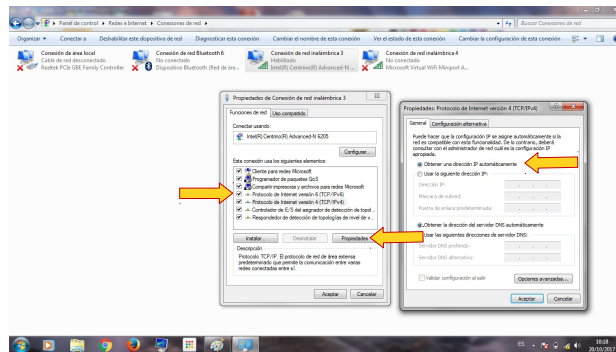 Panel de control ▸ Redes e Internet ▸ Conexiones de red ▸
Buscar Conexiones de red
Organizar
Conectar a
Deshabilitar este dispositivo de red
Diagnosticar esta conexión
Cambiar el nombre de esta conexión
Ver el estado de esta conexión
Cambiar la configuración de esta conexión
Conexión de área local
Cable de red desconectado
Realtek PCIe GBE Family Controller
Conexión de red Bluetooth 6
No conectado
Dispositivo Bluetooth (Red de áre...
Conexión de red inalámbrica 3
Habilitado
Intel(R) Centrino(R) Advanced-N ...
Conexión de red inalámbrica 4
No conectado
Microsoft Virtual WiFi Miniport A...
Propiedades de Conexión de red inalámbrica 3
Funciones de red
Uso compartido
Conectar usando:
Intel(R) Centrino(R) Advanced-N 6205
Configurar...
Esta conexión usa los siguientes elementos:
Cliente para redes Microsoft
Programador de paquetes QoS
Compartir impresoras y archivos para redes Microsoft
Protocolo de Internet versión 6 (TCP/IPv6)
Protocolo de Internet versión 4 (TCP/IPv4)
Controlador de E/S del asignador de detección de topol...
Respondedor de detección de topologías de nivel de v...
Instalar...
Desinstalar
Propiedades
Descripción
Protocolo TCP/IP. El protocolo de red de área extensa
predeterminado que permite la comunicación entre varias
redes conectadas entre sí.
Aceptar
Cancelar
Propiedades: Protocolo de Internet versión 4 (TCP/IPv4)
General
Configuración alternativa
Puede hacer que la configuración IP se asigne automáticamente si la
red es compatible con esta funcionalidad. De lo contrario, deberá
consultar con el administrador de red cuál es la configuración IP
apropiada.
Obtener una dirección IP automáticamente
Usar la siguiente dirección IP:
Dirección IP:
Máscara de subred:
Puerta de enlace predeterminada:
Obtener la dirección del servidor DNS automáticamente
Usar las siguientes direcciones de servidor DNS:
Servidor DNS preferido:
Servidor DNS alternativo:
Validar configuración al salir
Opciones avanzadas...
Aceptar
Cancelar
ES
10:18
20/10/2017